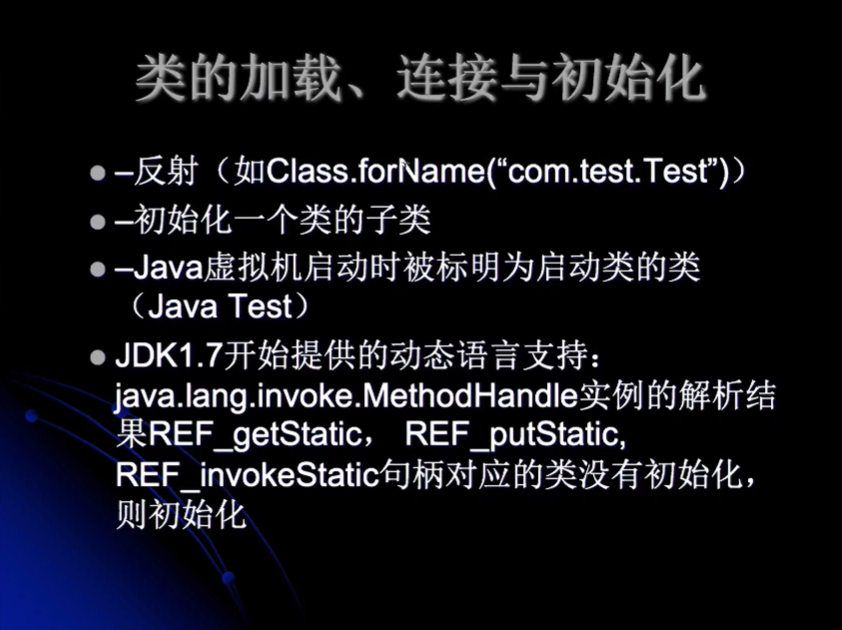 类的加载、连接与初始化
–反射（如Class.forName(“com.test.Test”)）
–初始化一个类的子类
–Java虚拟机启动时被标明为启动类的类
（Java Test）
JDK1.7开始提供的动态语言支持：
java.lang.invoke.MethodHandle实例的解析结
果REF_getStatic， REF_putStatic,
REF_invokeStatic句柄对应的类没有初始化，
则初始化